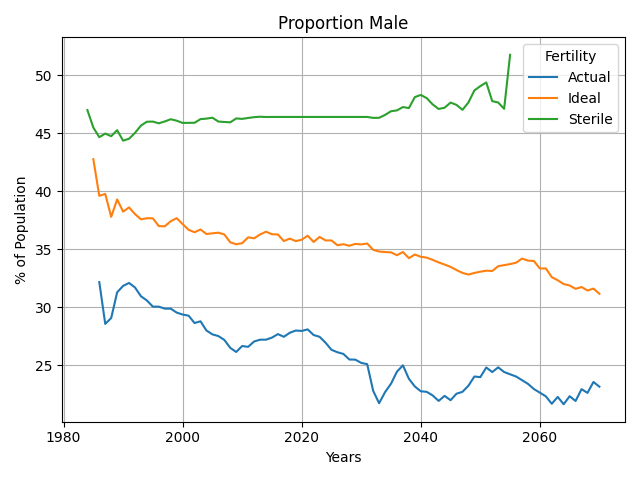 Proportion Male
Fertility
Actual
Ideal
Sterile
% of Population
50
45
40
35
30
25
1980
2000
2020
2040
2060
Years